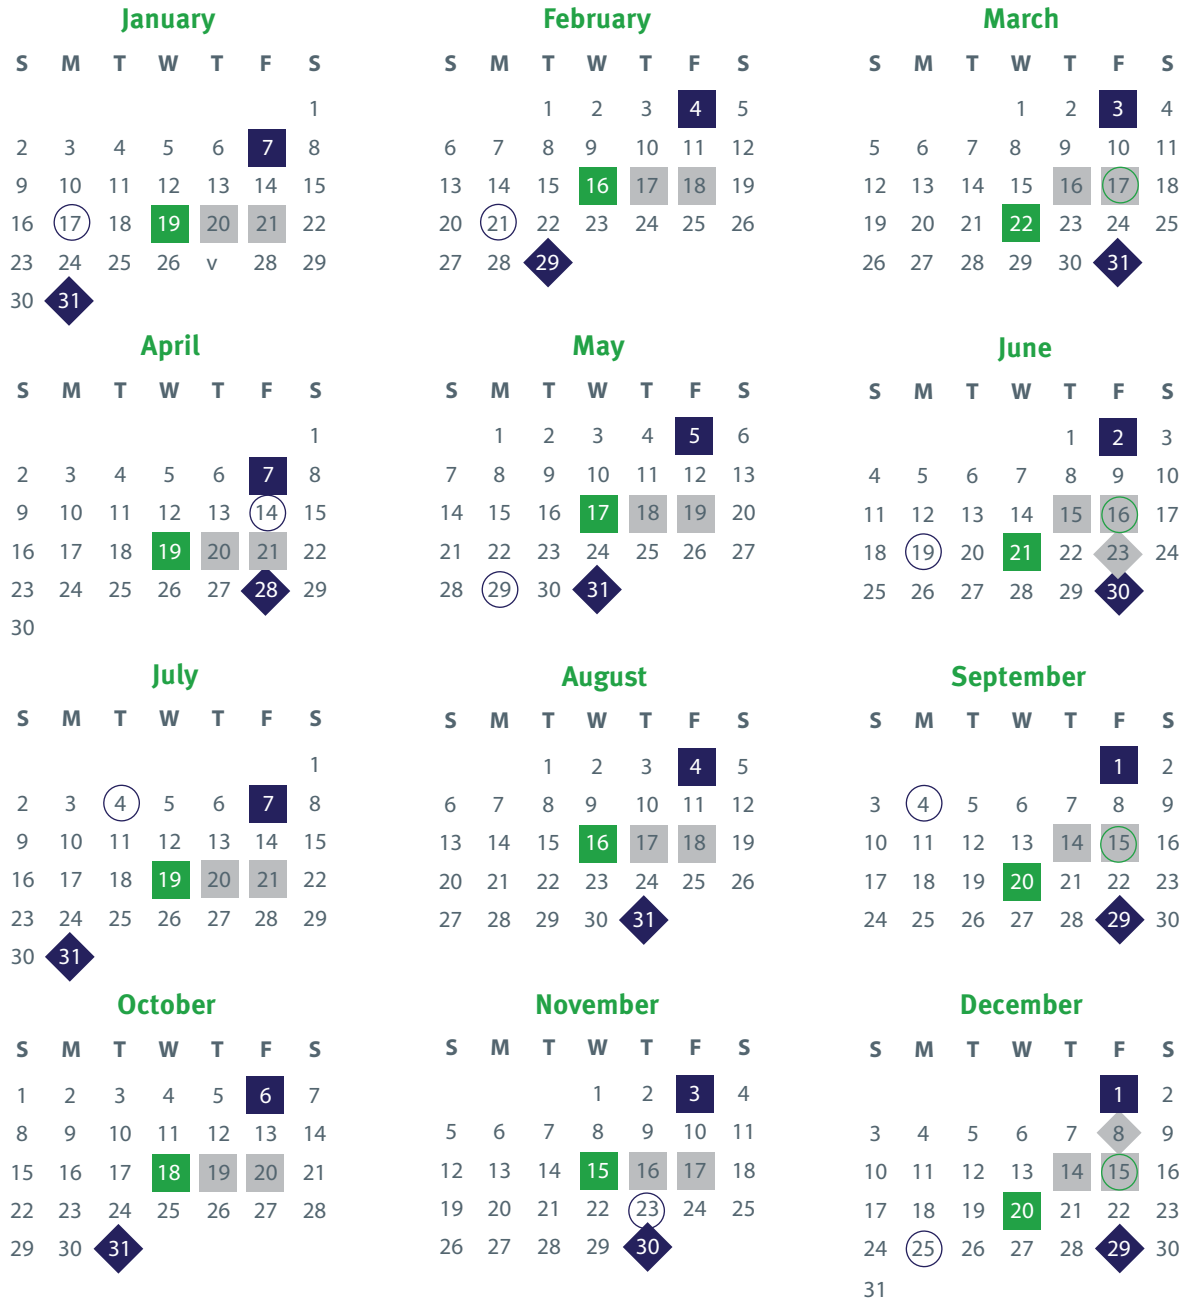 January February March
S M T W T F S S M T W T F S S M T W T F S
1 1 2 3 4 5 1 2 3 4
2 3 4 5 6 7 8 6 7 8 9 10 11 12 5 6 7 8 9 10 11
9 10 11 12 13 14 15 13 14 15 16 17 18 19 12 13 14 15 16 17 18
16 17 18 19 20 21 22 20 21 22 23 24 25 26 19 20 21 22 23 24 25
23 24 25 26 v 28 29 27 28 29 26 27 28 29 30 31
30 31
April May June
S M T W T F S S M T W T F S S M T W T F S
1 1 2 3 4 5 6 1 2 3
2 3 4 5 6 7 8 7 8 9 10 11 12 13 4 5 6 7 8 9 10
9 10 11 12 13 14 15 14 15 16 17 18 19 20 11 12 13 14 15 16 17
16 17 18 19 20 21 22 21 22 23 24 25 26 27 18 19 20 21 22 23 24
23 24 25 26 27 28 29 28 29 30 31 25 26 27 28 29 30
30
July August September
S M T W T F S S M T W T F S S M T W T F S
1 1 2 3 4 5 1 2
2 3 4 5 6 7 8 6 7 8 9 10 11 12 3 4 5 6 7 8 9
9 10 11 12 13 14 15 13 14 15 16 17 18 19 10 11 12 13 14 15 16
16 17 18 19 20 21 22 20 21 22 23 24 25 26 17 18 19 20 21 22 23
23 24 25 26 27 28 29 27 28 29 30 31 24 25 26 27 28 29 30
30 31
October November December
S M T W T F S S M T W T F S S M T W T F S
1 2 3 4 5 6 7 1 2 3 4 1 2
8 9 10 11 12 13 14 5 6 7 8 9 10 11 3 4 5 6 7 8 9
15 16 17 18 19 20 21 12 13 14 15 16 17 18 10 11 12 13 14 15 16
22 23 24 25 26 27 28 19 20 21 22 23 24 25 17 18 19 20 21 22 23
29 30 31 26 27 28 29 30 24 25 26 27 28 29 30
31